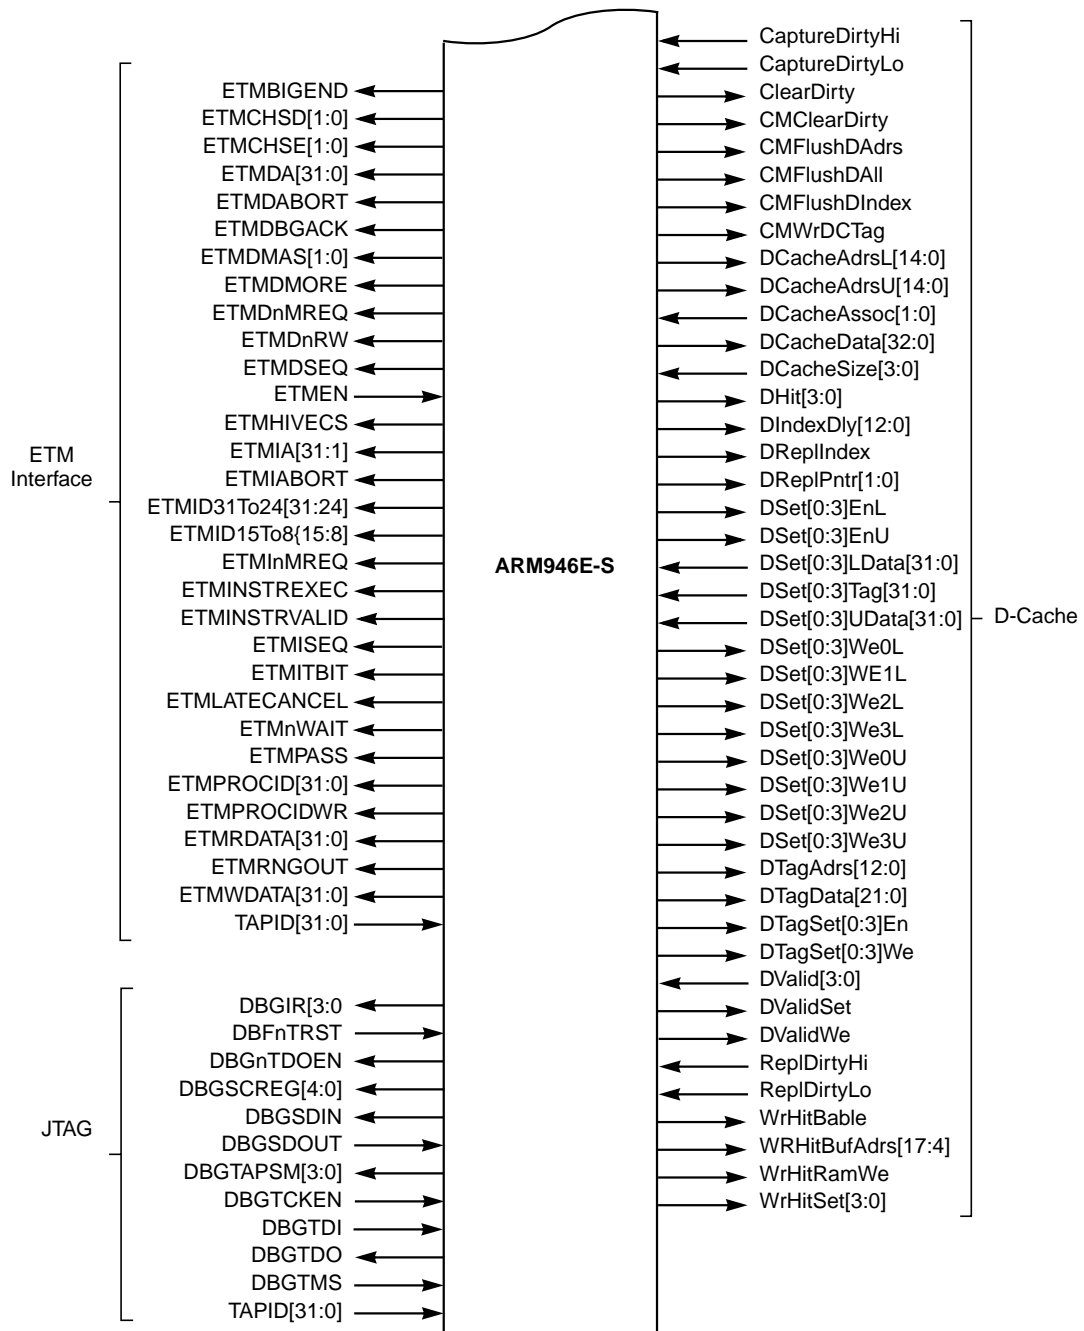 ETM
Interface
ETMBIGEND
ETMCHSD[1:0]
ETMCHSE[1:0]
ETMDA[31:0]
ETMDABORT
ETMDBGACK
ETMDMAS[1:0]
ETMDMORE
ETMDnMREQ
ETMDnRW
ETMDSEQ
ETMEN
ETMHIVECS
ETMIA[31:1]
ETMIABORT
ETMID31To24[31:24]
ETMID15To8{15:8]
ETMInMREQ
ETMINSTREXEC
ETMINSTRVALID
ETMISEQ
ETMITBIT
ETMLATECANCEL
ETMnWAIT
ETMPASS
ETMPROCID[31:0]
ETMPROCIDWR
ETMRDATA[31:0]
ETMRNGOUT
ETMWDATA[31:0]
TAPID[31:0]
JTAG
DBGIR[3:0
DBFnTRST
DBGnTDOEN
DBGSCREG[4:0]
DBGSDIN
DBGSDOUT
DBGTAPSM[3:0]
DBGTCKEN
DBGTDI
DBGTDO
DBGTMS
TAPID[31:0]
ARM946E-S
CaptureDirtyHi
CaptureDirtyLo
ClearDirty
CMClearDirty
CMFlushDAdrs
CMFlushDAll
CMFlushDIndex
CMWrDCTag
DCacheAdrsL[14:0]
DCacheAdrsU[14:0]
DCacheAssoc[1:0]
DCacheData[32:0]
DCacheSize[3:0]
DHit[3:0]
DIndexDly[12:0]
DReplIndex
DReplPntr[1:0]
DSet[0:3]EnL
DSet[0:3]EnU
DSet[0:3]LData[31:0]
DSet[0:3]Tag[31:0]
DSet[0:3]UData[31:0]
DSet[0:3]We0L
DSet[0:3]WE1L
DSet[0:3]We2L
DSet[0:3]We3L
DSet[0:3]We0U
DSet[0:3]We1U
DSet[0:3]We2U
DSet[0:3]We3U
DTagAdrs[12:0]
DTagData[21:0]
DTagSet[0:3]En
DTagSet[0:3]We
DValid[3:0]
DValidSet
DValidWe
ReplDirtyHi
ReplDirtyLo
WrHitBable
WRHitBufAdrs[17:4]
WrHitRamWe
WrHitSet[3:0]
D-Cache